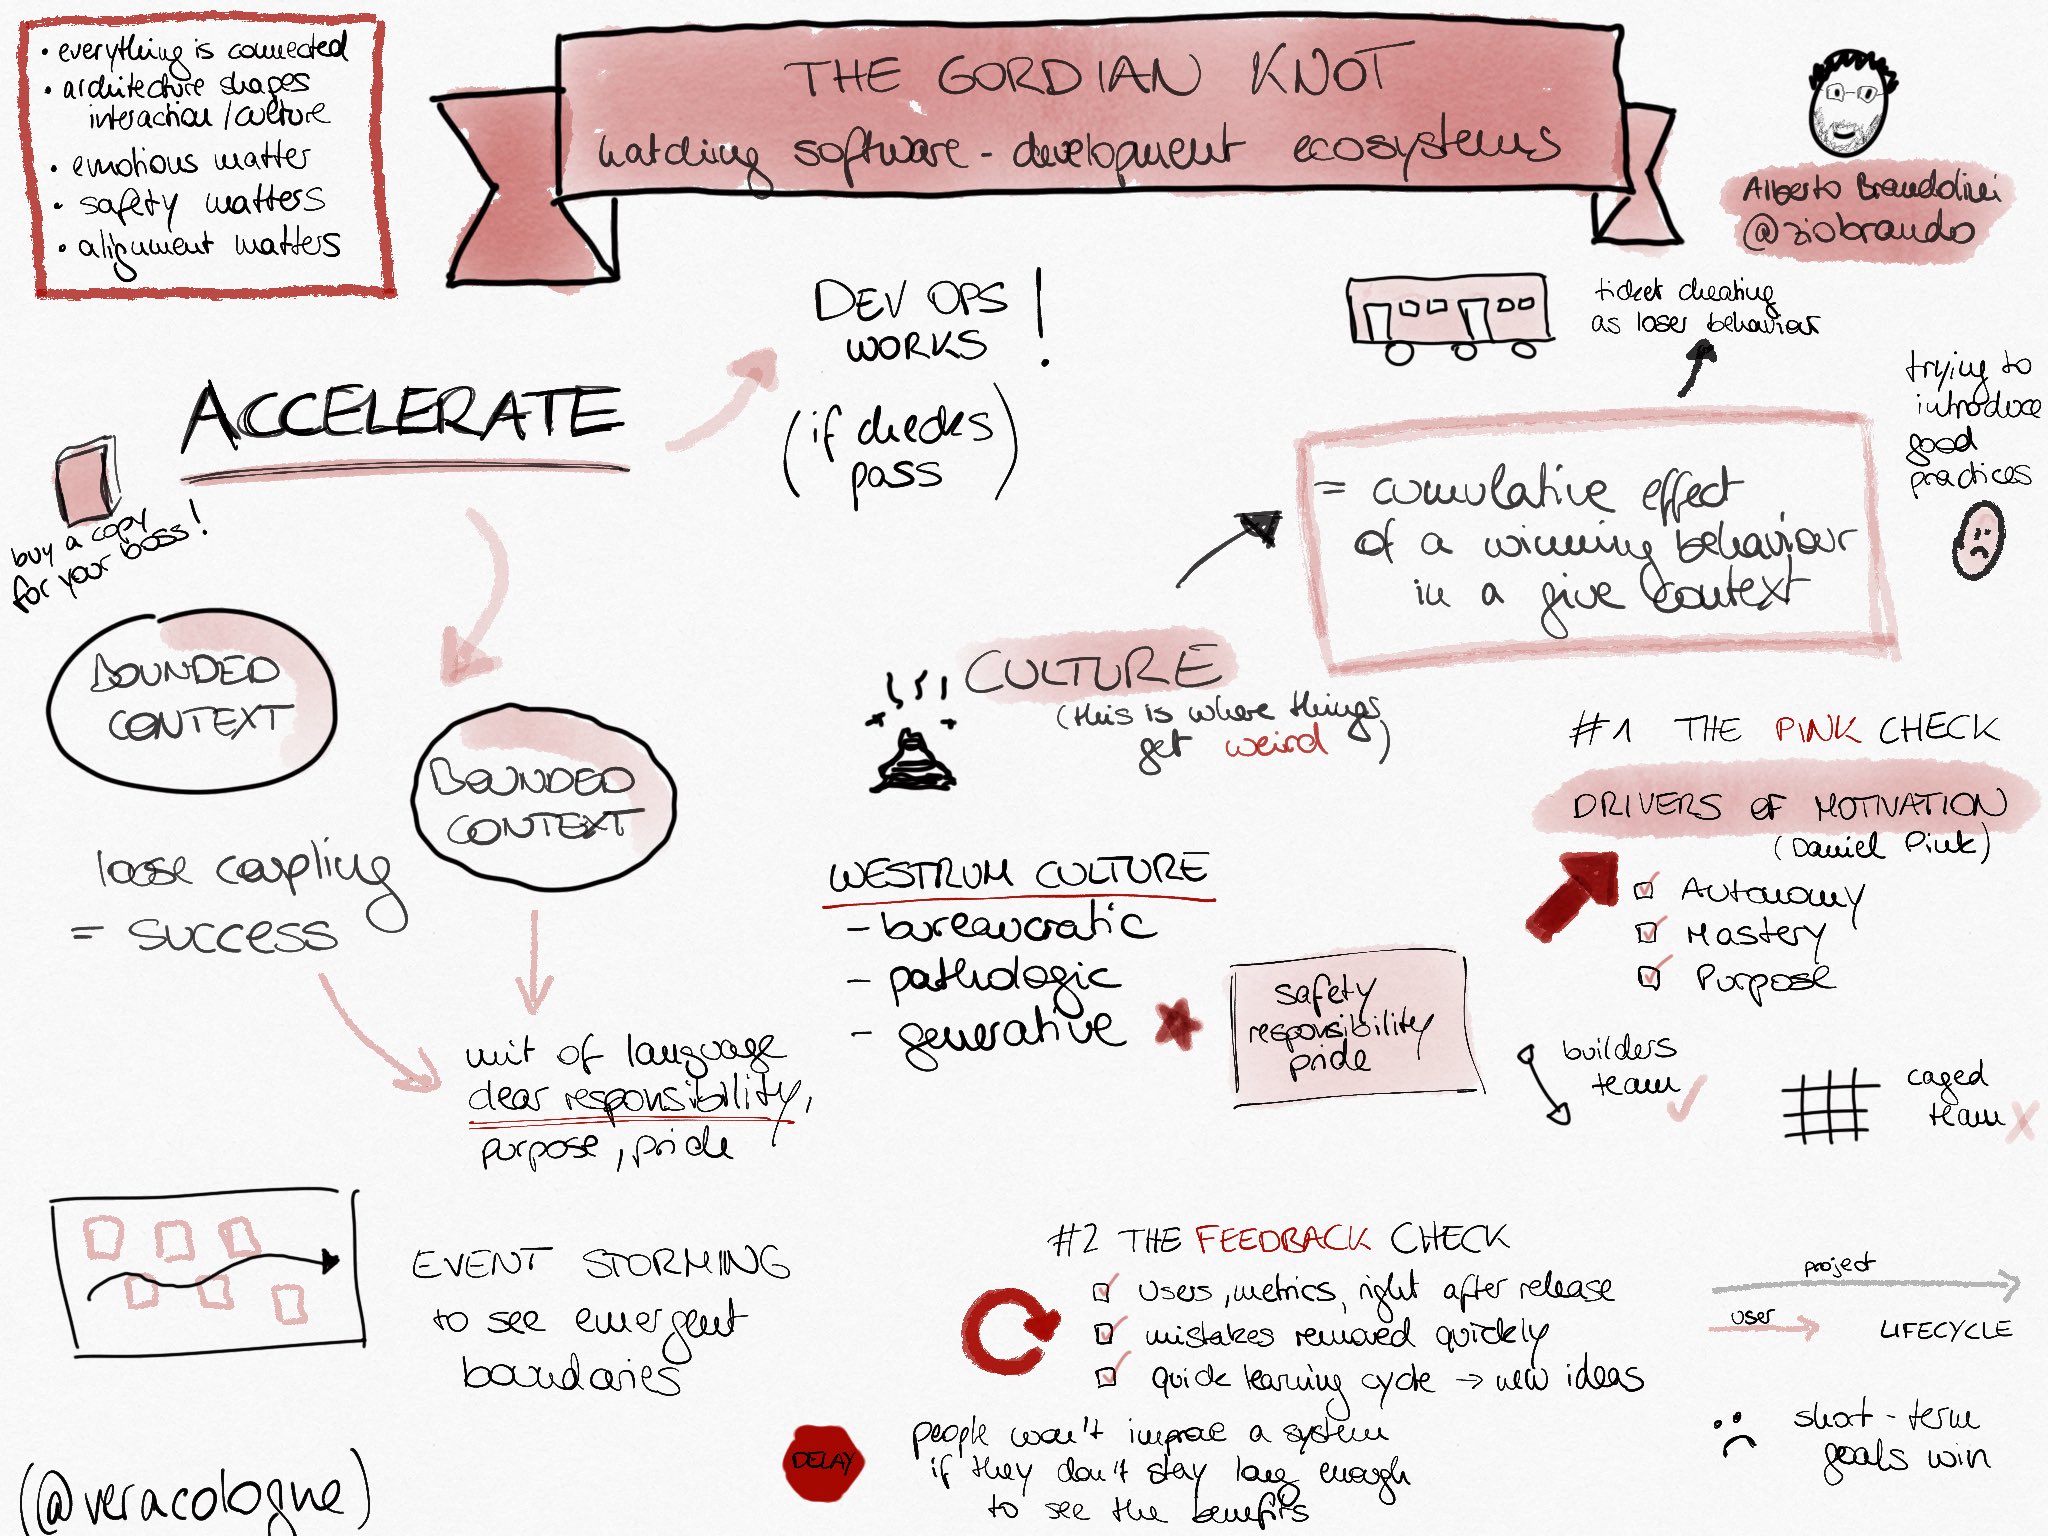 • everything is connected
• architecture shapes
interaction/culture
• emotions matter
• safety matters
• alignment matters
THE GORDIAN KNOT
hatching software-development ecosystems
Alberto Brandolini
@ziobrando
DEV OPS
WORKS !
(if checks
pass)
ACCELERATE
buy a copy
for your boss!
ticket cheating
as loser behaviour
trying to
introduce
good
practices
= cumulative effect
of a winning behaviour
in a give context
CULTURE
(this is where things
get weird)
BOUNDED
CONTEXT
BOUNDED
CONTEXT
loose coupling
= success
unit of language
clear responsibility,
purpose, pride
WESTRUM CULTURE
- bureaucratic
- pathologic
- generative
safety
responsibility
pride
#1 THE PINK CHECK
DRIVERS OF MOTIVATION
(Daniel Pink)
Autonomy
Mastery
Purpose
builders
team
caged
team
EVENT STORMING
to see emergent
boundaries
#2 THE FEEDBACK CHECK
users, metrics, right after release
mistakes removed quickly
quick learning cycle → new ideas
project
user
LIFECYCLE
DELAY
people won't improve a system
if they don't stay long enough
to see the benefits
short-term
goals win
(@veracologne)